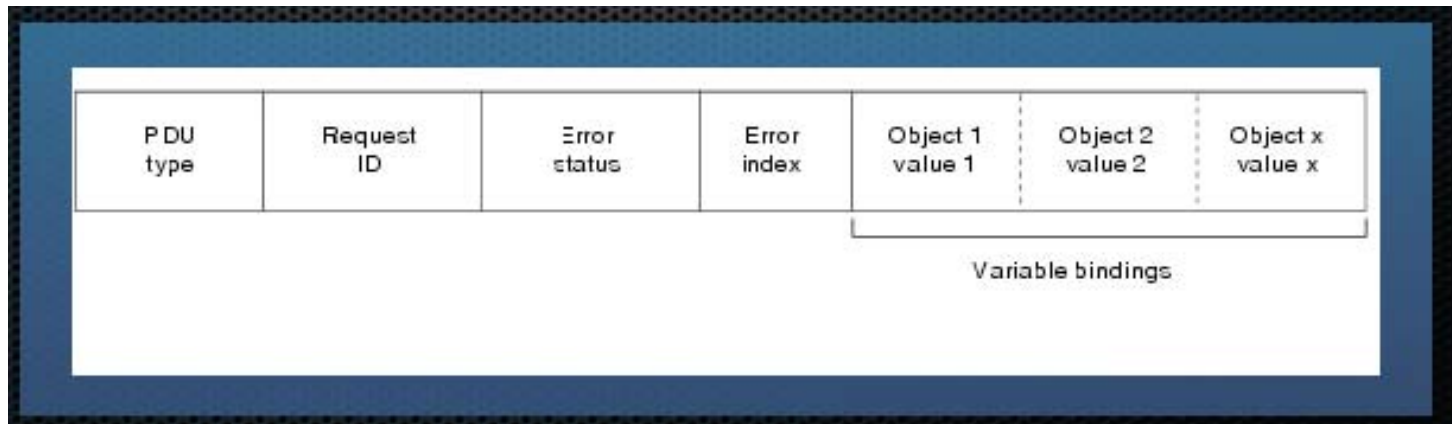 PDU
type
Request
ID
Error
status
Error
index
Object 1
value 1
Object 2
value 2
Object x
value x
Variable bindings